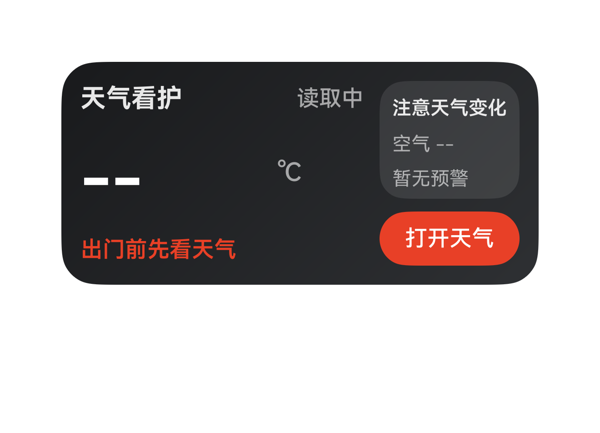 天气看护
读取中
--
℃
出门前先看天气
注意天气变化
空气 --
暂无预警
打开天气